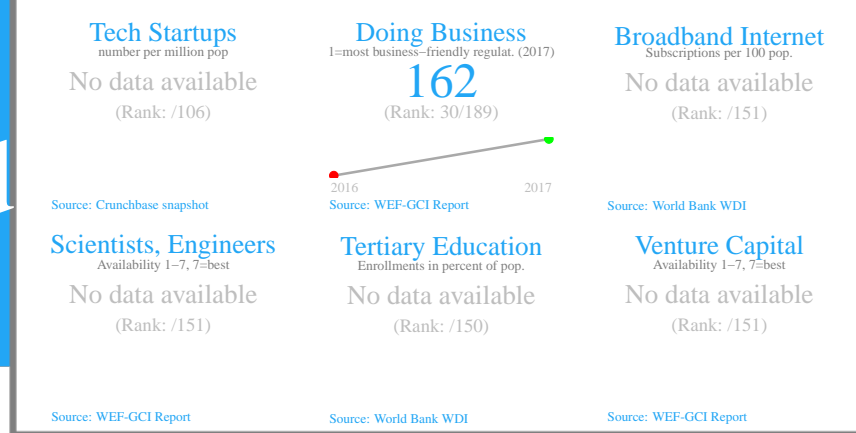 Tech Startups
number per million pop
No data available
(Rank: /106)
Source: Crunchbase snapshot
Doing Business
1=most business−friendly regulat. (2017)
162
(Rank: 30/189)
2016 2017
Source: WEF-GCI Report
Broadband Internet
Subscriptions per 100 pop.
No data available
(Rank: /151)
Source: World Bank WDI
Scientists, Engineers
Availability 1−7, 7=best
No data available
(Rank: /151)
Source: WEF-GCI Report
Tertiary Education
Enrollments in percent of pop.
No data available
(Rank: /150)
Source: World Bank WDI
Venture Capital
Availability 1−7, 7=best
No data available
(Rank: /151)
Source: WEF-GCI Report